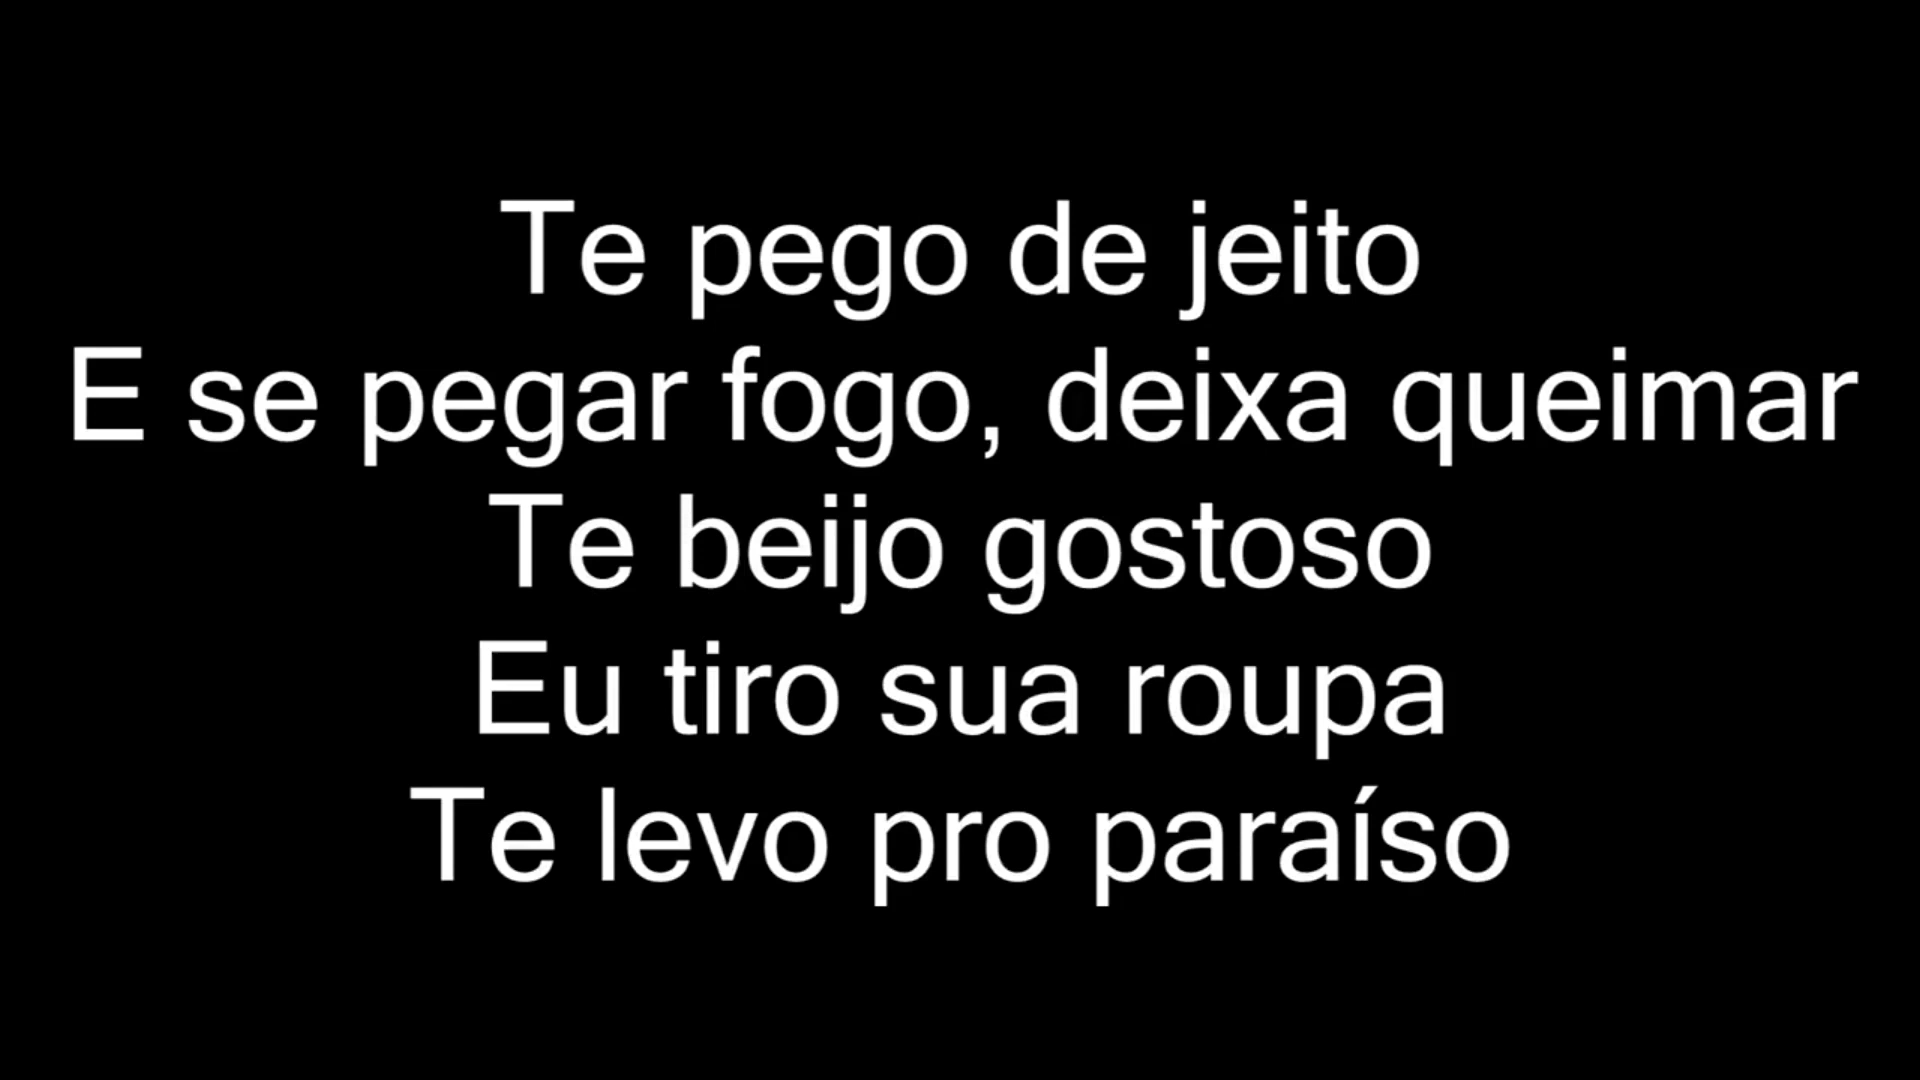 Te pego de jeito
E se pegar fogo, deixa queimar
Te beijo gostoso
Eu tiro sua roupa
Te levo pro paraíso